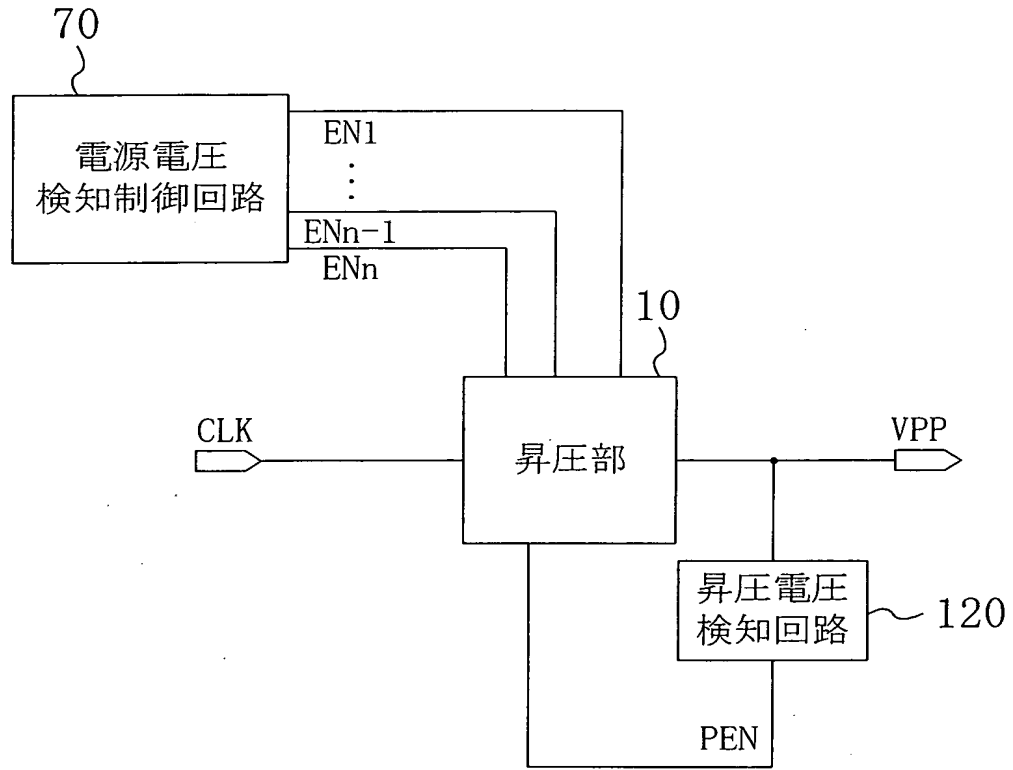 70
電源電圧
検知制御回路
EN1
⋮
ENn-1
ENn
10
CLK
昇圧部
VPP
昇圧電圧
検知回路
120
PEN